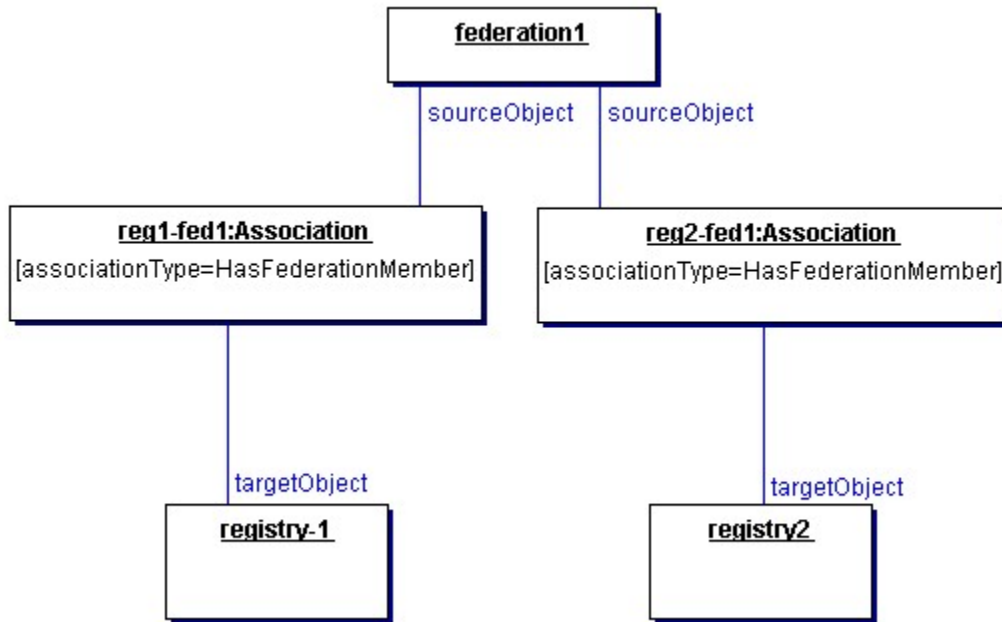 federation1
sourceObject
sourceObject
reg1-fed1:Association
[associationType=HasFederationMember]
reg2-fed1:Association
[associationType=HasFederationMember]
targetObject
targetObject
registry-1
registry2